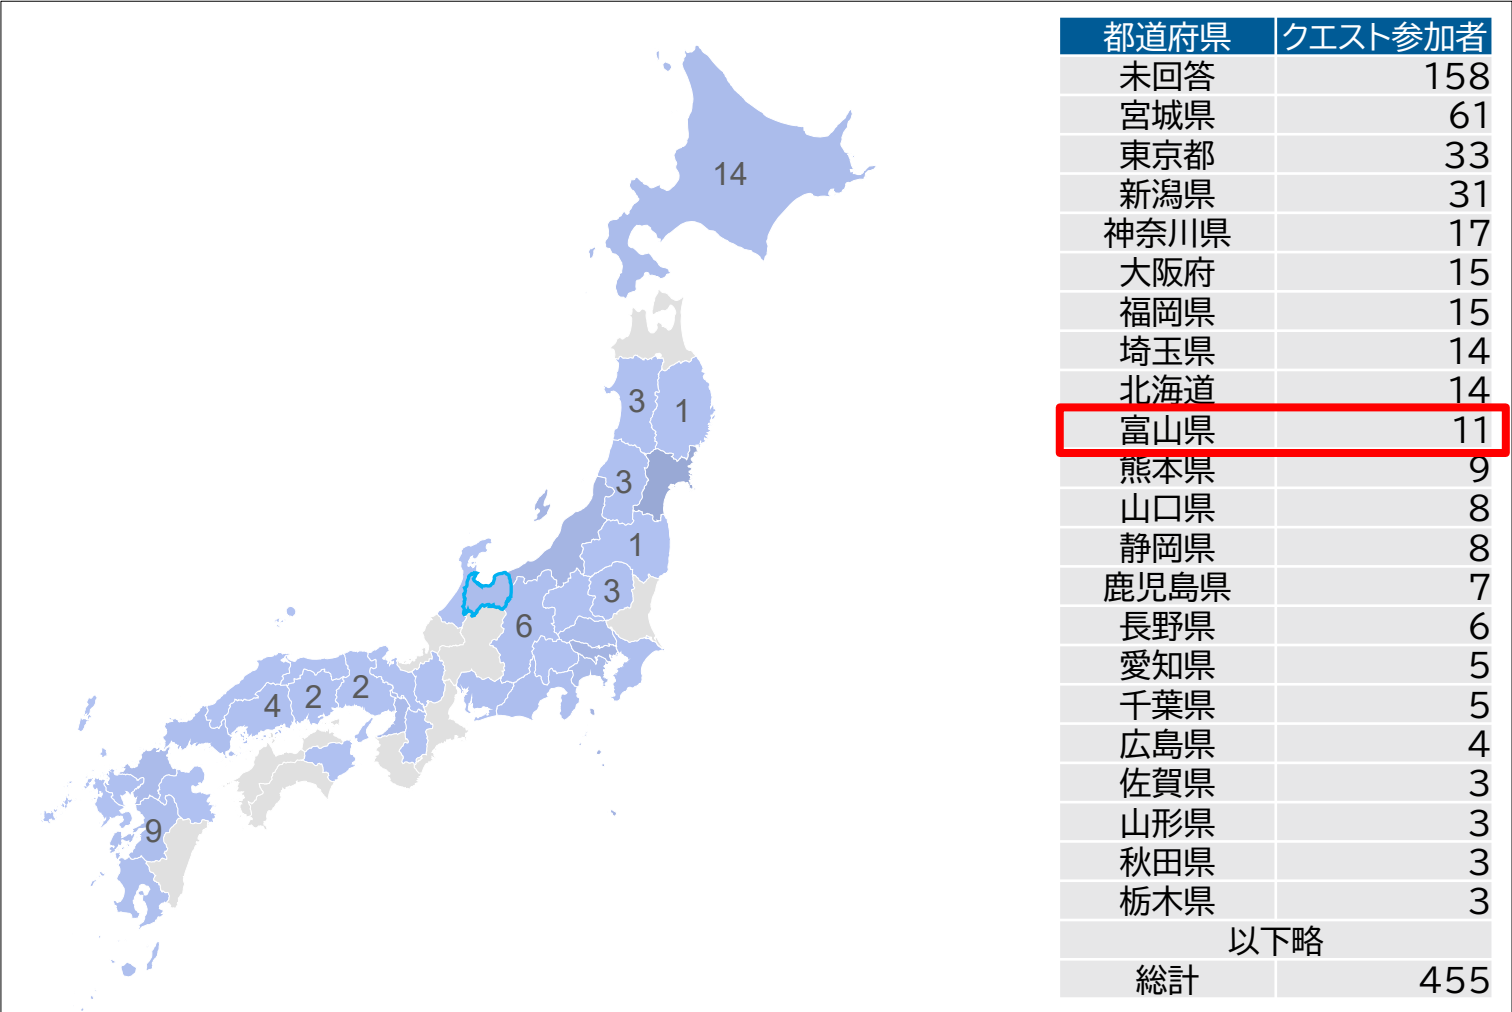 14
3
1
3
1
3
6
2
2
4
9
都道府県 クエスト参加者
未回答 158
宮城県 61
東京都 33
新潟県 31
神奈川県 17
大阪府 15
福岡県 15
埼玉県 14
北海道 14
富山県 11
熊本県 9
山口県 8
静岡県 8
鹿児島県 7
長野県 6
愛知県 5
千葉県 5
広島県 4
佐賀県 3
山形県 3
秋田県 3
栃木県 3
以下略
総計 455